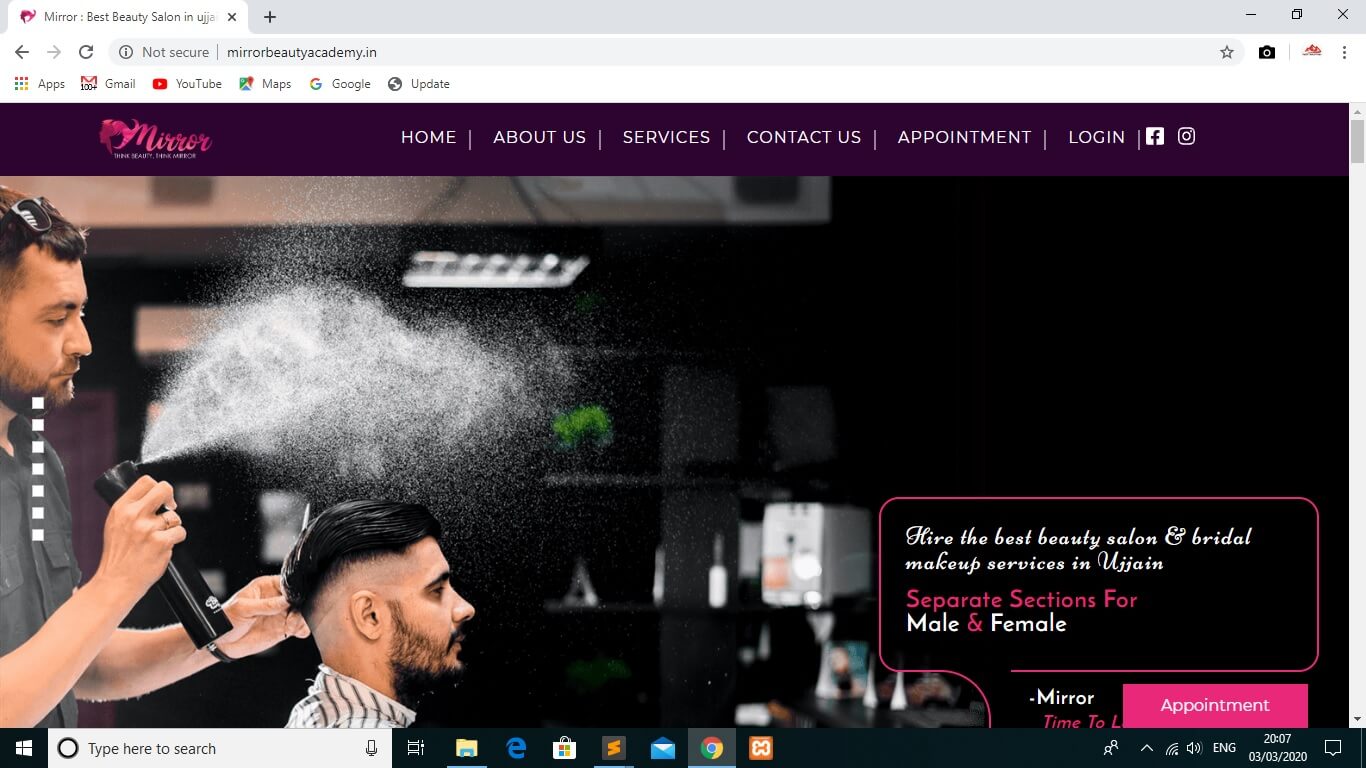 Mirror : Best Beauty Salon in ujja
Not secure
mirrorbeautyacademy.in
Apps
100+
Gmail
YouTube
Maps
Google
Update
Mirror
THINK BEAUTY, THINK MIRROR
HOME | ABOUT US | SERVICES | CONTACT US | APPOINTMENT | LOGIN |
Hire the best beauty salon & bridal
makeup services in Ujjain
Separate Sections For
Male & Female
-Mirror
Time To L
Appointment
Type here to search
ENG
20:07
03/03/2020